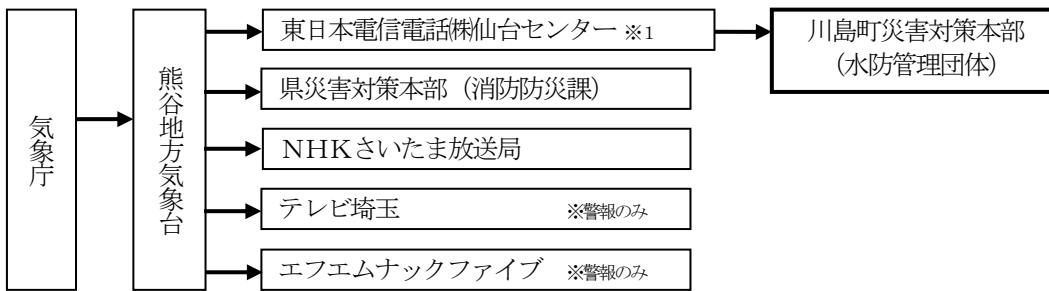 気象庁
熊谷地方気象台
東日本電信電話㈱仙台センター ※1
川島町災害対策本部
（水防管理団体）
県災害対策本部（消防防災課）
ＮＨＫさいたま放送局
テレビ埼玉 ※警報のみ
エフエムナックファイブ ※警報のみ